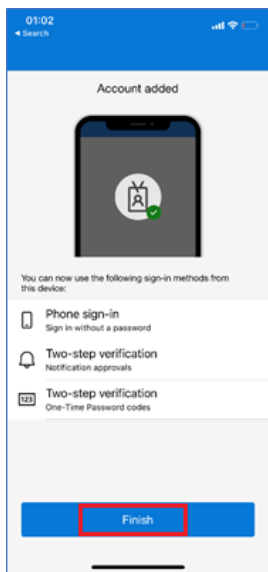 01:02
◀ Search
Account added
You can now use the following sign-in methods from
this device:
Phone sign-in
Sign in without a password
Two-step verification
Notification approvals
123
Two-step verification
One-Time Password codes
Finish